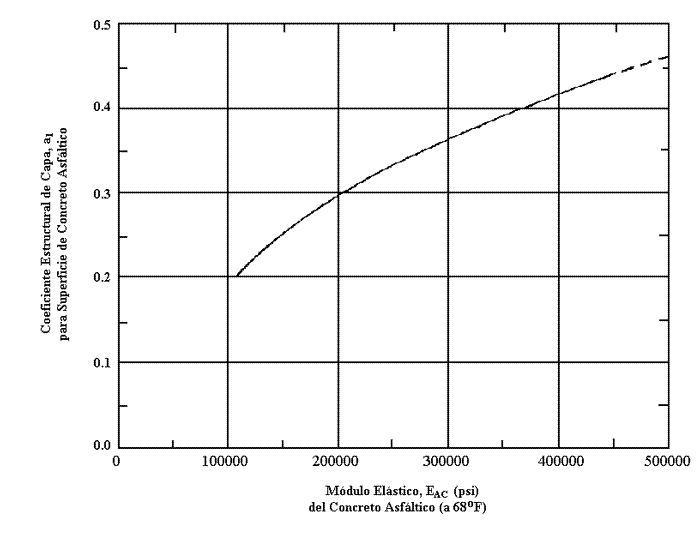 0.5
0.4
0.3
0.2
0.1
0.0
Coeficiente Estructural de Capa, a1
para Superficie de Concreto Asfáltico
0 100000 200000 300000 400000 500000
Módulo Elástico, EAC (psi)
del Concreto Asfáltico (a 68ºF)